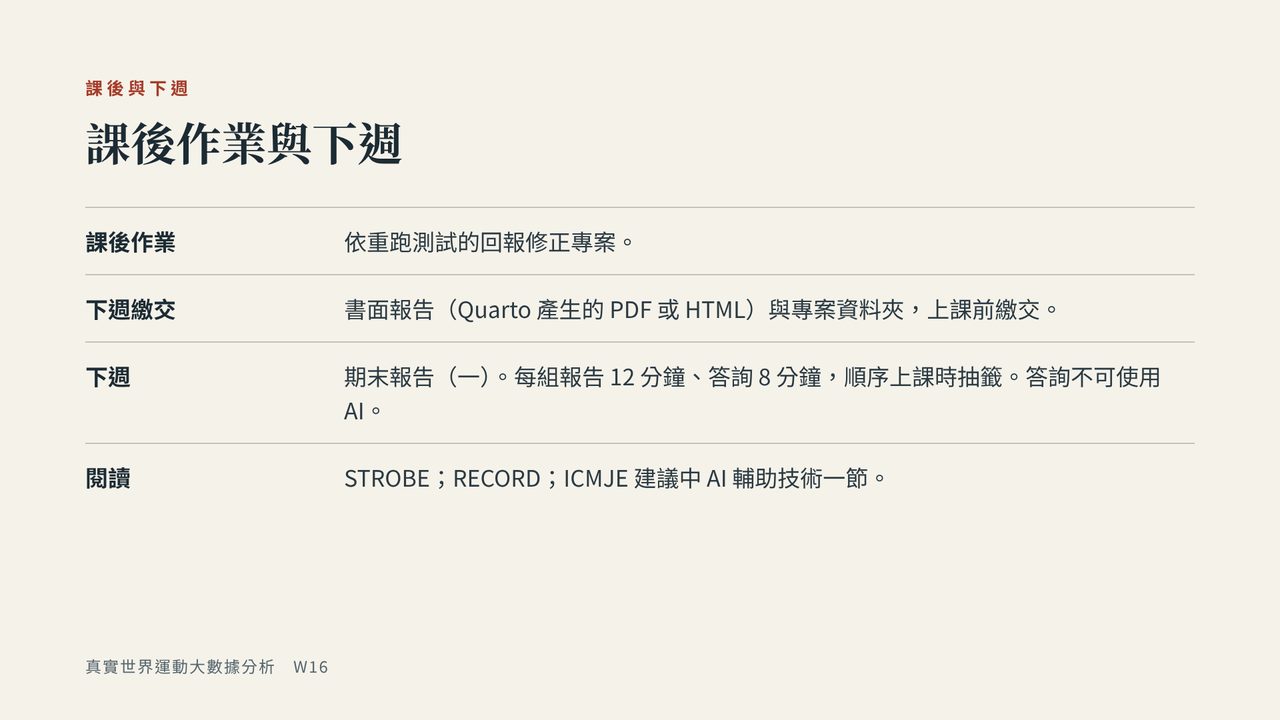 課後與下週
課後作業與下週
課後作業
依重跑測試的回報修正專案。
下週繳交
書面報告（Quarto 產生的 PDF 或 HTML）與專案資料夾，上課前繳交。
下週
期末報告（一）。每組報告 12 分鐘、答詢 8 分鐘，順序上課時抽籤。答詢不可使用
AI。
閱讀
STROBE；RECORD；ICMJE 建議中 AI 輔助技術一節。
真實世界運動大數據分析 W16